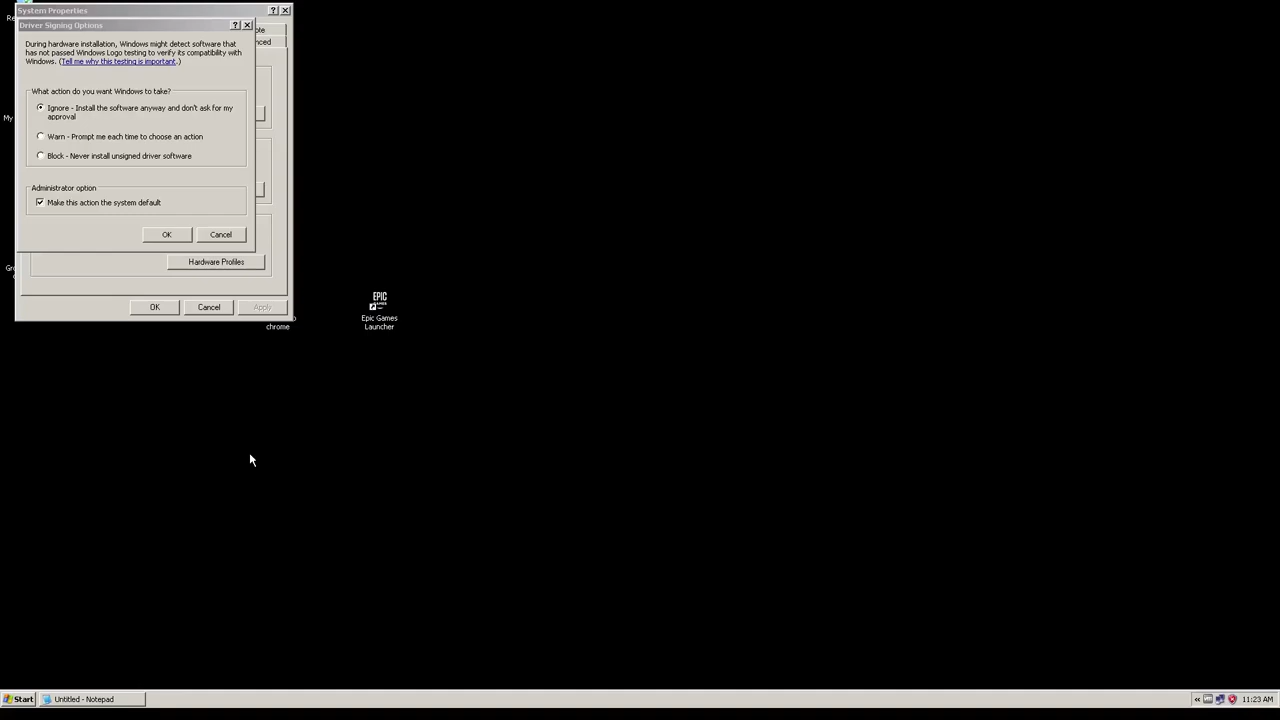 System Properties
Driver Signing Options
During hardware installation, Windows might detect software that
has not passed Windows Logo testing to verify its compatibility with
Windows. (Tell me why this testing is important.)
What action do you want Windows to take?
Ignore - Install the software anyway and don't ask for my
approval
Warn - Prompt me each time to choose an action
Block - Never install unsigned driver software
Administrator option
Make this action the system default
OK Cancel
Hardware Profiles
OK Cancel Apply
chrome
EPIC
GAMES
Epic Games
Launcher
My
Start
Untitled - Notepad
11:23 AM